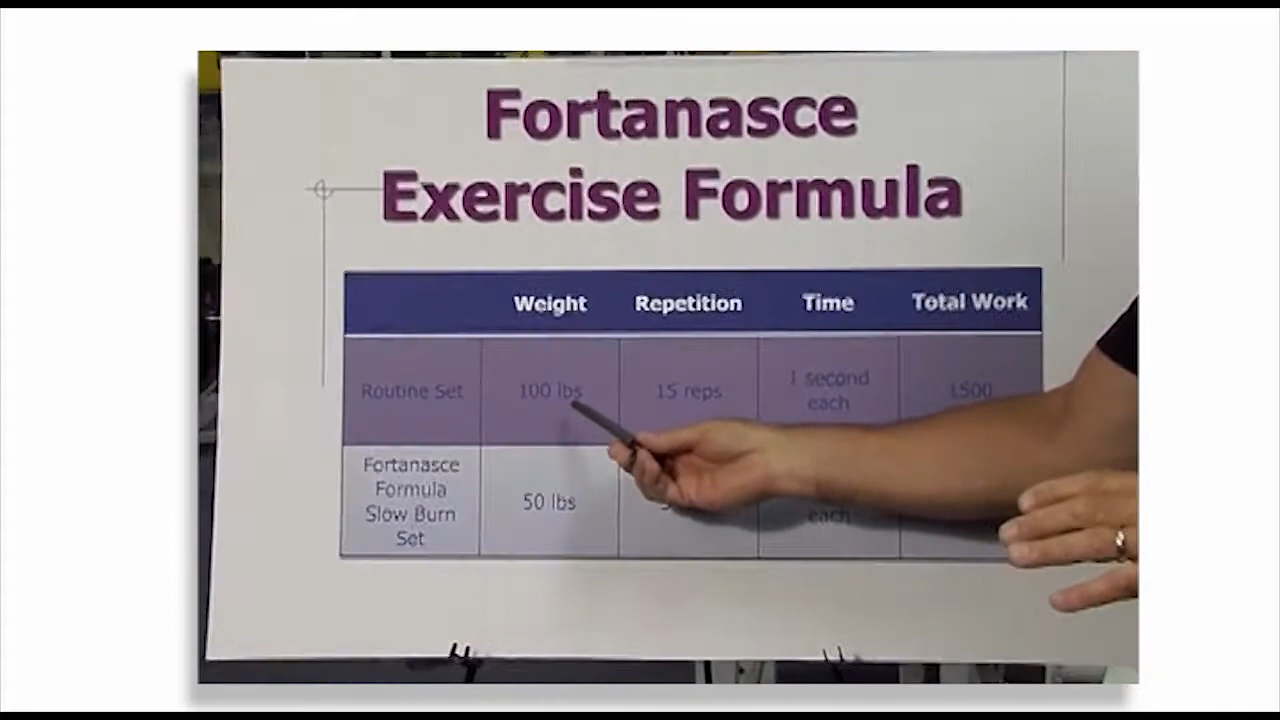 Fortanasce
Exercise Formula
Weight Repetition Time Total Work
Routine Set 100 lbs 15 reps 1 second each 1500
Fortanasce
Formula
Slow Burn
Set
50 lbs
each